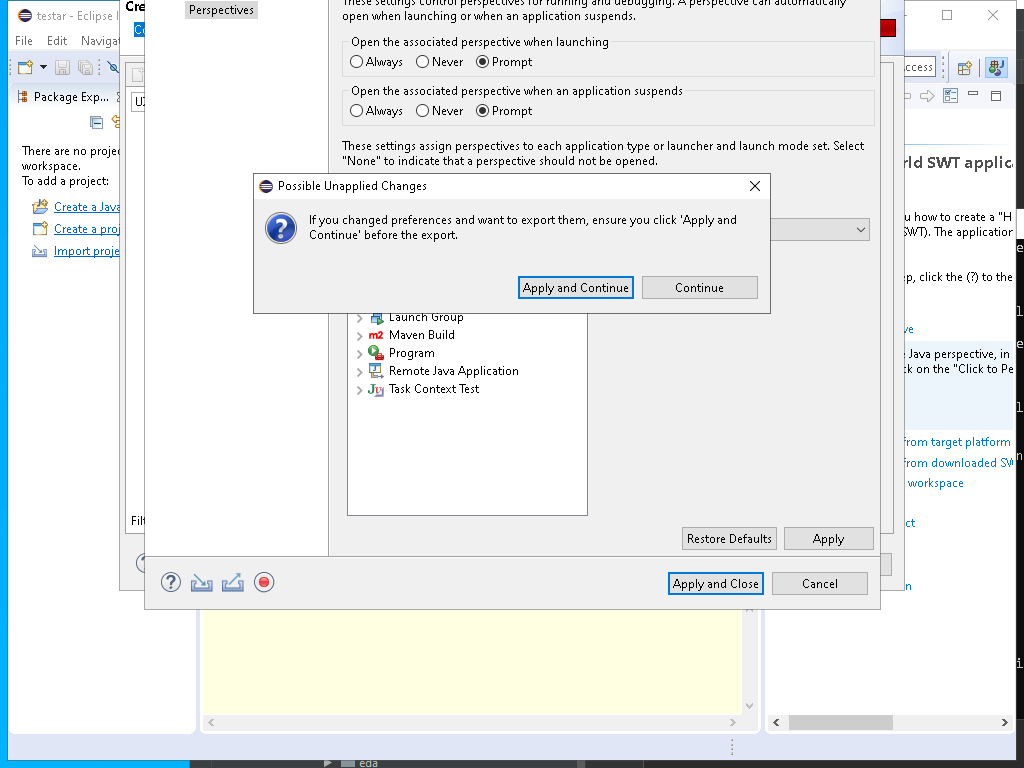 testar - Eclipse
File Edit Navigat
Package Exp...
There are no proje
workspace.
To add a project:
Create a Java
Create a proj
Import proje
Cre
Perspectives
These settings control perspectives for running and debugging. A perspective can automatically
open when launching or when an application suspends.
Open the associated perspective when launching
Always Never Prompt
Open the associated perspective when an application suspends
Always Never Prompt
These settings assign perspectives to each application type or launcher and launch mode set. Select
"None" to indicate that a perspective should not be opened.
Possible Unapplied Changes
If you changed preferences and want to export them, ensure you click 'Apply and
Continue' before the export.
Apply and Continue Continue
Launch Group
m2 Maven Build
Program
Remote Java Application
Task Context Test
Filt
Restore Defaults Apply
Apply and Close Cancel
ccess
rld SWT applic
u how to create a "H
SWT). The application
ep, click the (?) to the
ve
e Java perspective, in
ck on the "Click to Pe
from target platform
from downloaded SW
workspace
ct
n
eda